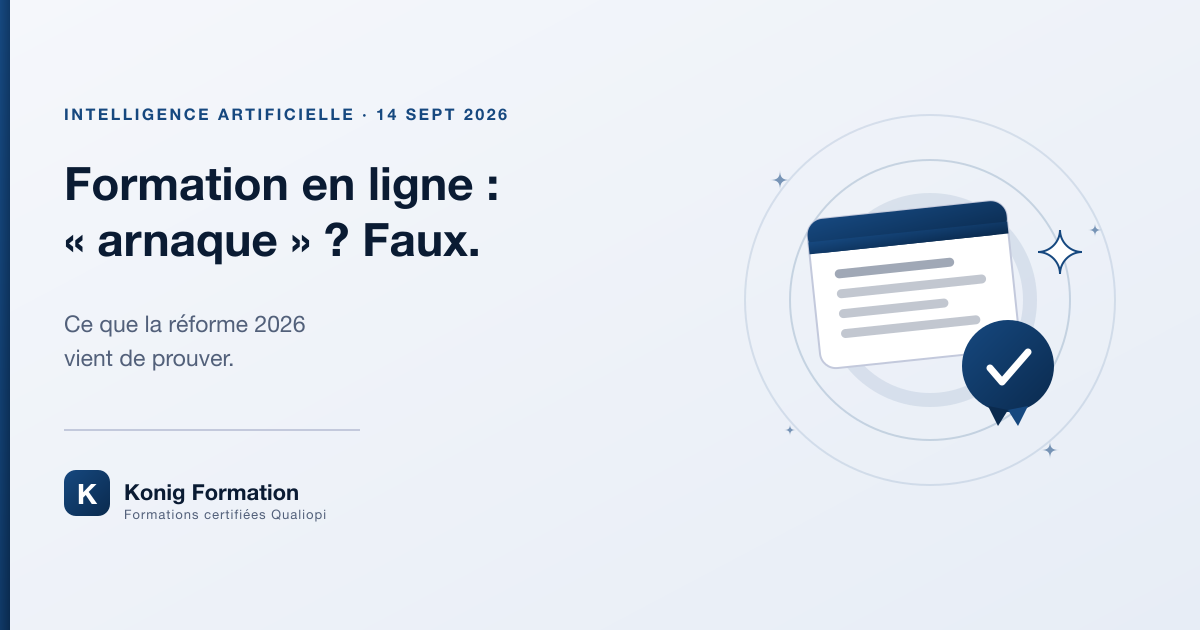 INTELLIGENCE ARTIFICIELLE · 14 SEPT 2026
Formation en ligne :
« arnaque » ? Faux.
Ce que la réforme 2026
vient de prouver.
K
Konig Formation
Formations certifiées Qualiopi